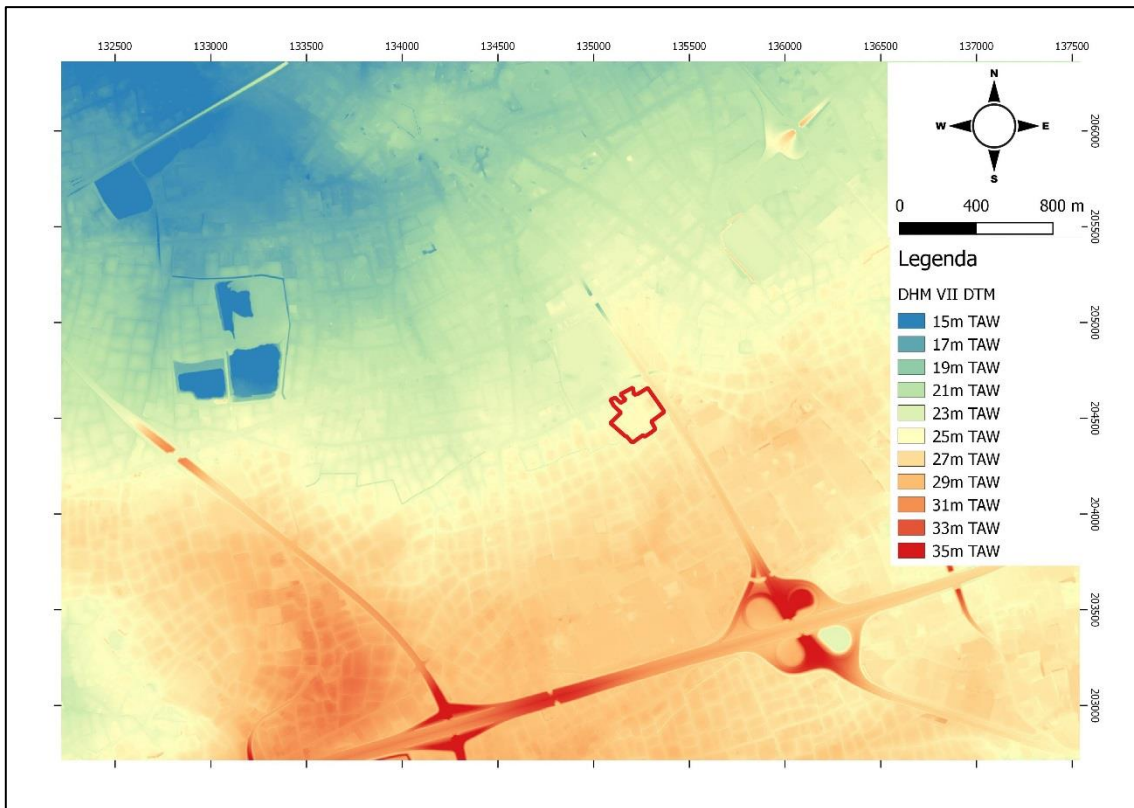 132500 133000 133500 134000 134500 135000 135500 136000 136500 137000 137500
N
W E
S
0 400 800 m
Legenda
DHM VII DTM
15m TAW
17m TAW
19m TAW
21m TAW
23m TAW
25m TAW
27m TAW
29m TAW
31m TAW
33m TAW
35m TAW
206000
205500
205000
204500
204000
203500
203000